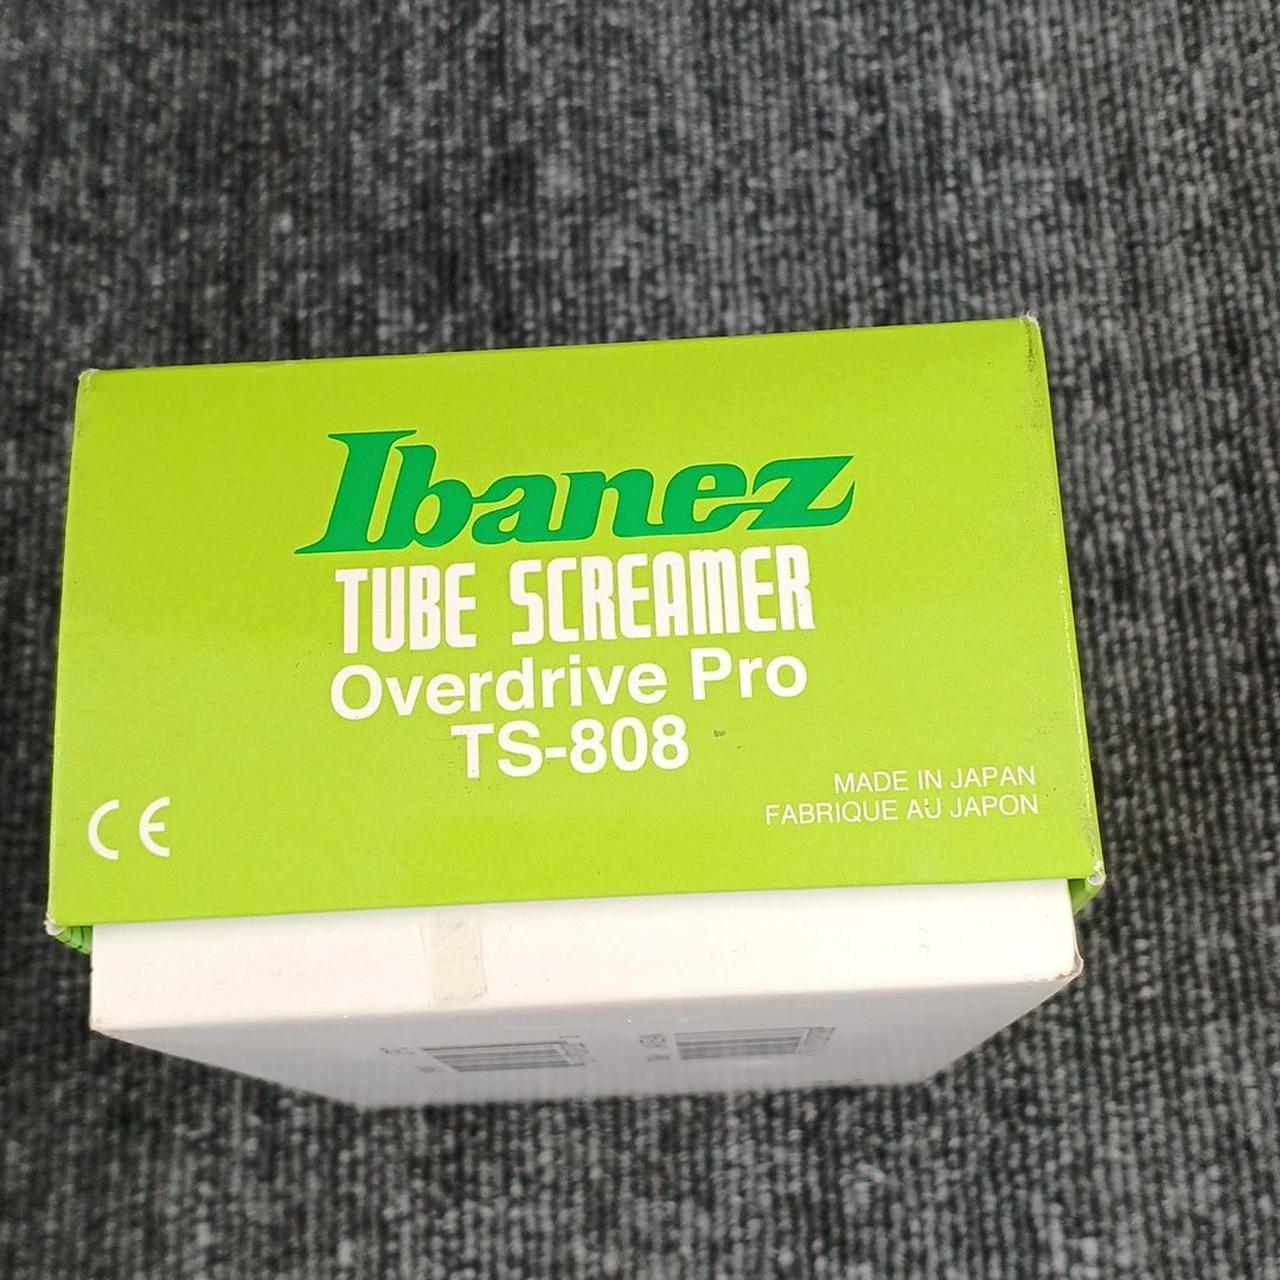 Ibanez
TUBE SCREAMER
Overdrive Pro
TS-808
MADE IN JAPAN
FABRIQUE AU JAPON
CE